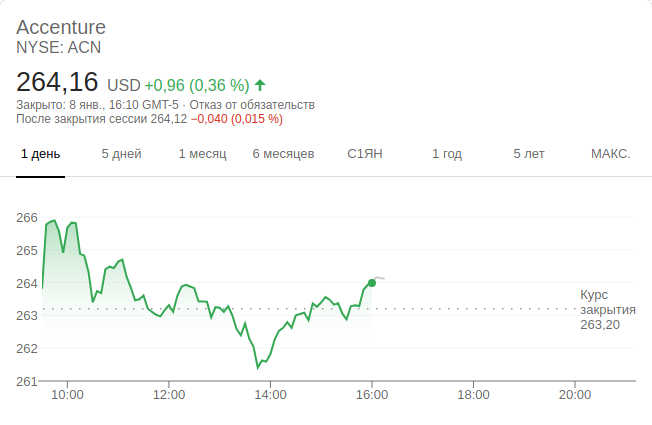 Accenture
NYSE: ACN
264,16 USD +0,96 (0,36 %)
Закрыто: 8 янв., 16:10 GMT-5 · Отказ от обязательств
После закрытия сессии 264,12 −0,040 (0,015 %)
1 день 5 дней 1 месяц 6 месяцев С1ЯН 1 год 5 лет МАКС.
266
265
264
263
262
261
Курс
закрытия
263,20
10:00 12:00 14:00 16:00 18:00 20:00